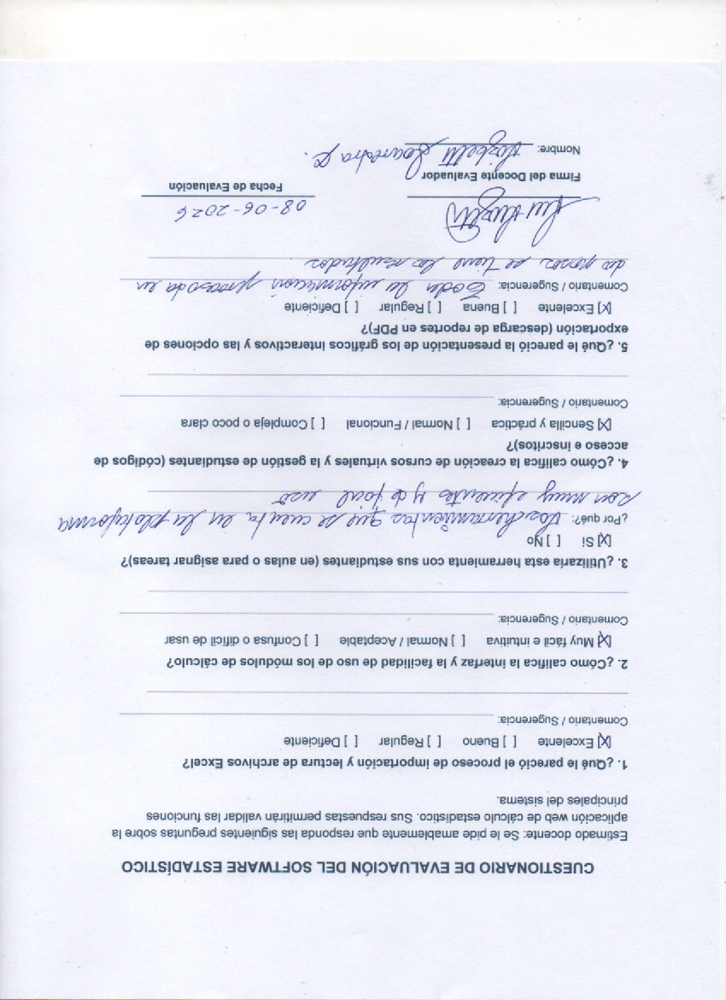 CUESTIONARIO DE EVALUACIÓN DEL SOFTWARE ESTADÍSTICO
Estimado docente: Se le pide amablemente que responda las siguientes preguntas sobre la
aplicación web de cálculo estadístico. Sus respuestas permitirán validar las funciones
principales del sistema.
1. ¿Qué le pareció el proceso de importación y lectura de archivos Excel?
[x] Excelente [ ] Bueno [ ] Regular [ ] Deficiente
Comentario / Sugerencia:
2. ¿Cómo califica la interfaz y la facilidad de uso de los módulos de cálculo?
[x] Muy fácil e intuitiva [ ] Normal / Aceptable [ ] Confusa o difícil de usar
Comentario / Sugerencia:
3. ¿Utilizaría esta herramienta con sus estudiantes (en aulas o para asignar tareas)?
[x] Sí [ ] No
¿Por qué?: Las herramientas que se cuenta en la plataforma
son muy eficientes y de facil uso
4. ¿Cómo califica la creación de cursos virtuales y la gestión de estudiantes (códigos de
acceso e inscritos)?
[x] Sencilla y práctica [ ] Normal / Funcional [ ] Compleja o poco clara
Comentario / Sugerencia:
5. ¿Qué le pareció la presentación de los gráficos interactivos y las opciones de
exportación (descarga de reportes en PDF)?
[x] Excelente [ ] Buena [ ] Regular [ ] Deficiente
Comentario / Sugerencia: Toda la información procesada en
pasos se tiene los resultados.
08-06-2026
Firma del Docente Evaluador Fecha de Evaluación
Nombre: Lizbeth